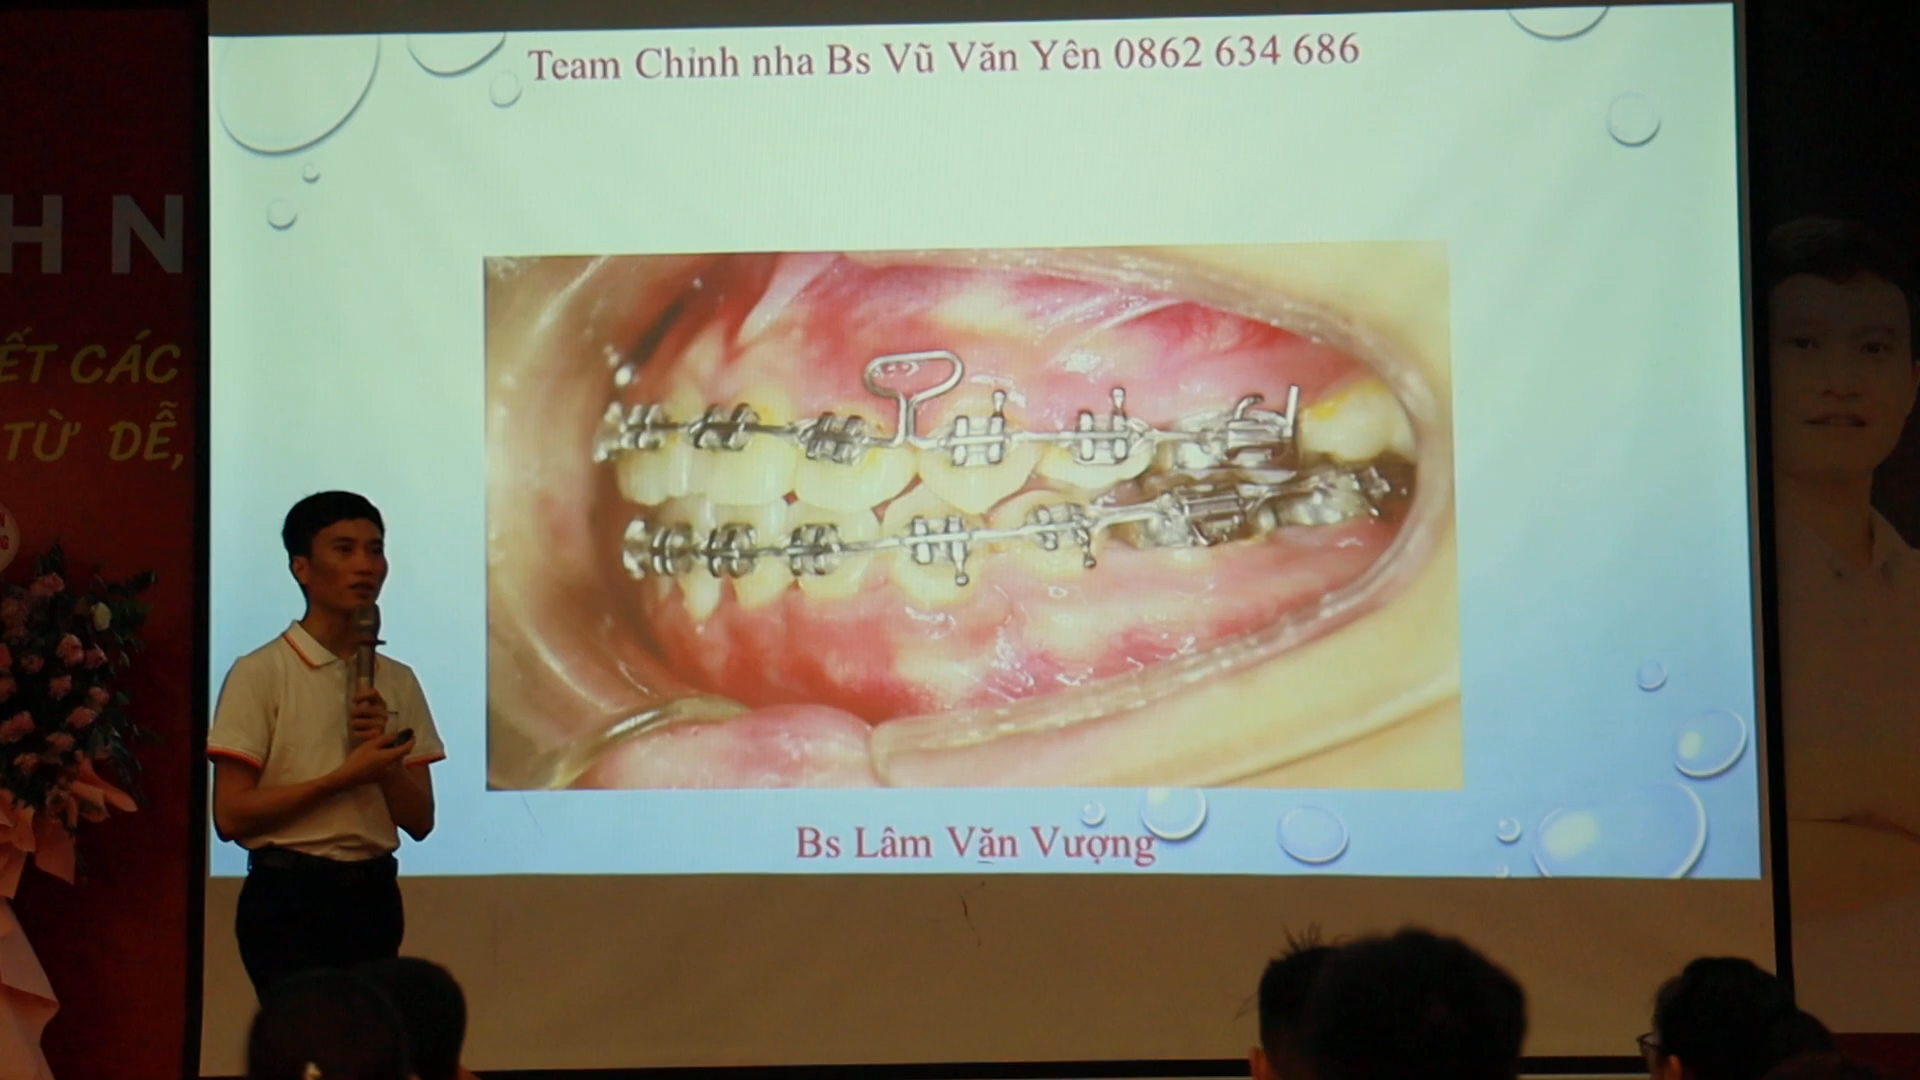 Team Chỉnh nha Bs Vũ Văn Yên 0862 634 686
H N
ẾT CÁC
TỪ DỄ,
Bs Lâm Văn Vượng